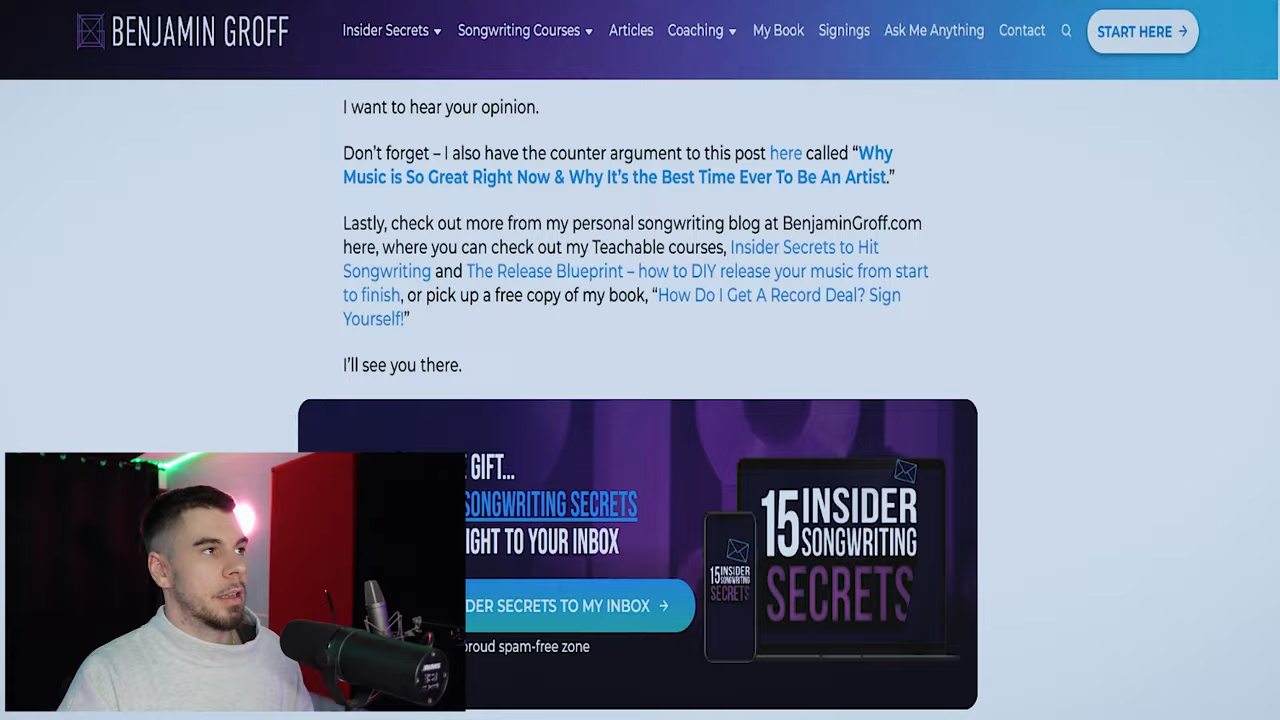 BENJAMIN GROFF
Insider Secrets Songwriting Courses Articles Coaching My Book Signings Ask Me Anything Contact START HERE →
I want to hear your opinion.
Don't forget – I also have the counter argument to this post here called “Why
Music is So Great Right Now & Why It's the Best Time Ever To Be An Artist.”
Lastly, check out more from my personal songwriting blog at BenjaminGroff.com
here, where you can check out my Teachable courses, Insider Secrets to Hit
Songwriting and The Release Blueprint – how to DIY release your music from start
to finish, or pick up a free copy of my book, “How Do I Get A Record Deal? Sign
Yourself!”
I'll see you there.
GIFT...
SONGWRITING SECRETS
IGHT TO YOUR INBOX
DER SECRETS TO MY INBOX →
proud spam-free zone
15 INSIDER
SONGWRITING
SECRETS
15 INSIDER
SONGWRITING
SECRETS